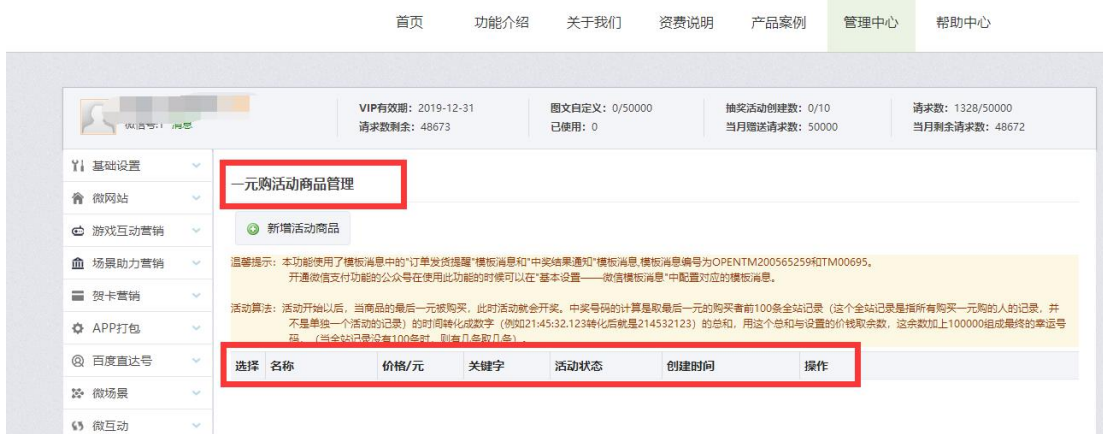 首页 功能介绍 关于我们 资费说明 产品案例 管理中心 帮助中心
VIP有效期：2019-12-31 图文自定义：0/50000 抽奖活动创建数：0/10 请求数：1328/50000
消息 请求数剩余：48673 已使用：0 当月赠送请求数：50000 当月剩余请求数：48672
基础设置
微网站
游戏互动营销
场景助力营销
贺卡营销
APP打包
百度直达号
微场景
微互动
一元购活动商品管理
新增活动商品
温馨提示：本功能使用了模板消息中的"订单发货提醒"模板消息和"中奖结果通知"模板消息,模板消息编号为OPENTM200565259和TM00695。
开通微信支付功能的公众号在使用此功能的时候可以在"基本设置——微信模板消息"中配置对应的模板消息。
活动算法：活动开始以后，当商品的最后一元被购买，此时活动就会开奖。中奖号码的计算是取最后一元的购买者前100条全站记录（这个全站记录是指所有购买一元购的人的记录，并
不是单独一个活动的记录）的时间转化成数字（例如21:45:32.123转化后就是214532123）的总和，用这个总和与设置的价钱取余数，这余数加上100000组成最终的幸运号
码。（当全站记录没有100条时，则有几条取几条）。
选择 名称 价格/元 关键字 活动状态 创建时间 操作